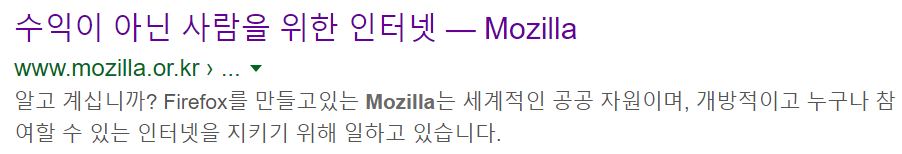 수익이 아닌 사람을 위한 인터넷 — Mozilla
www.mozilla.or.kr › ...
알고 계십니까? Firefox를 만들고있는 Mozilla는 세계적인 공공 자원이며, 개방적이고 누구나 참
여할 수 있는 인터넷을 지키기 위해 일하고 있습니다.